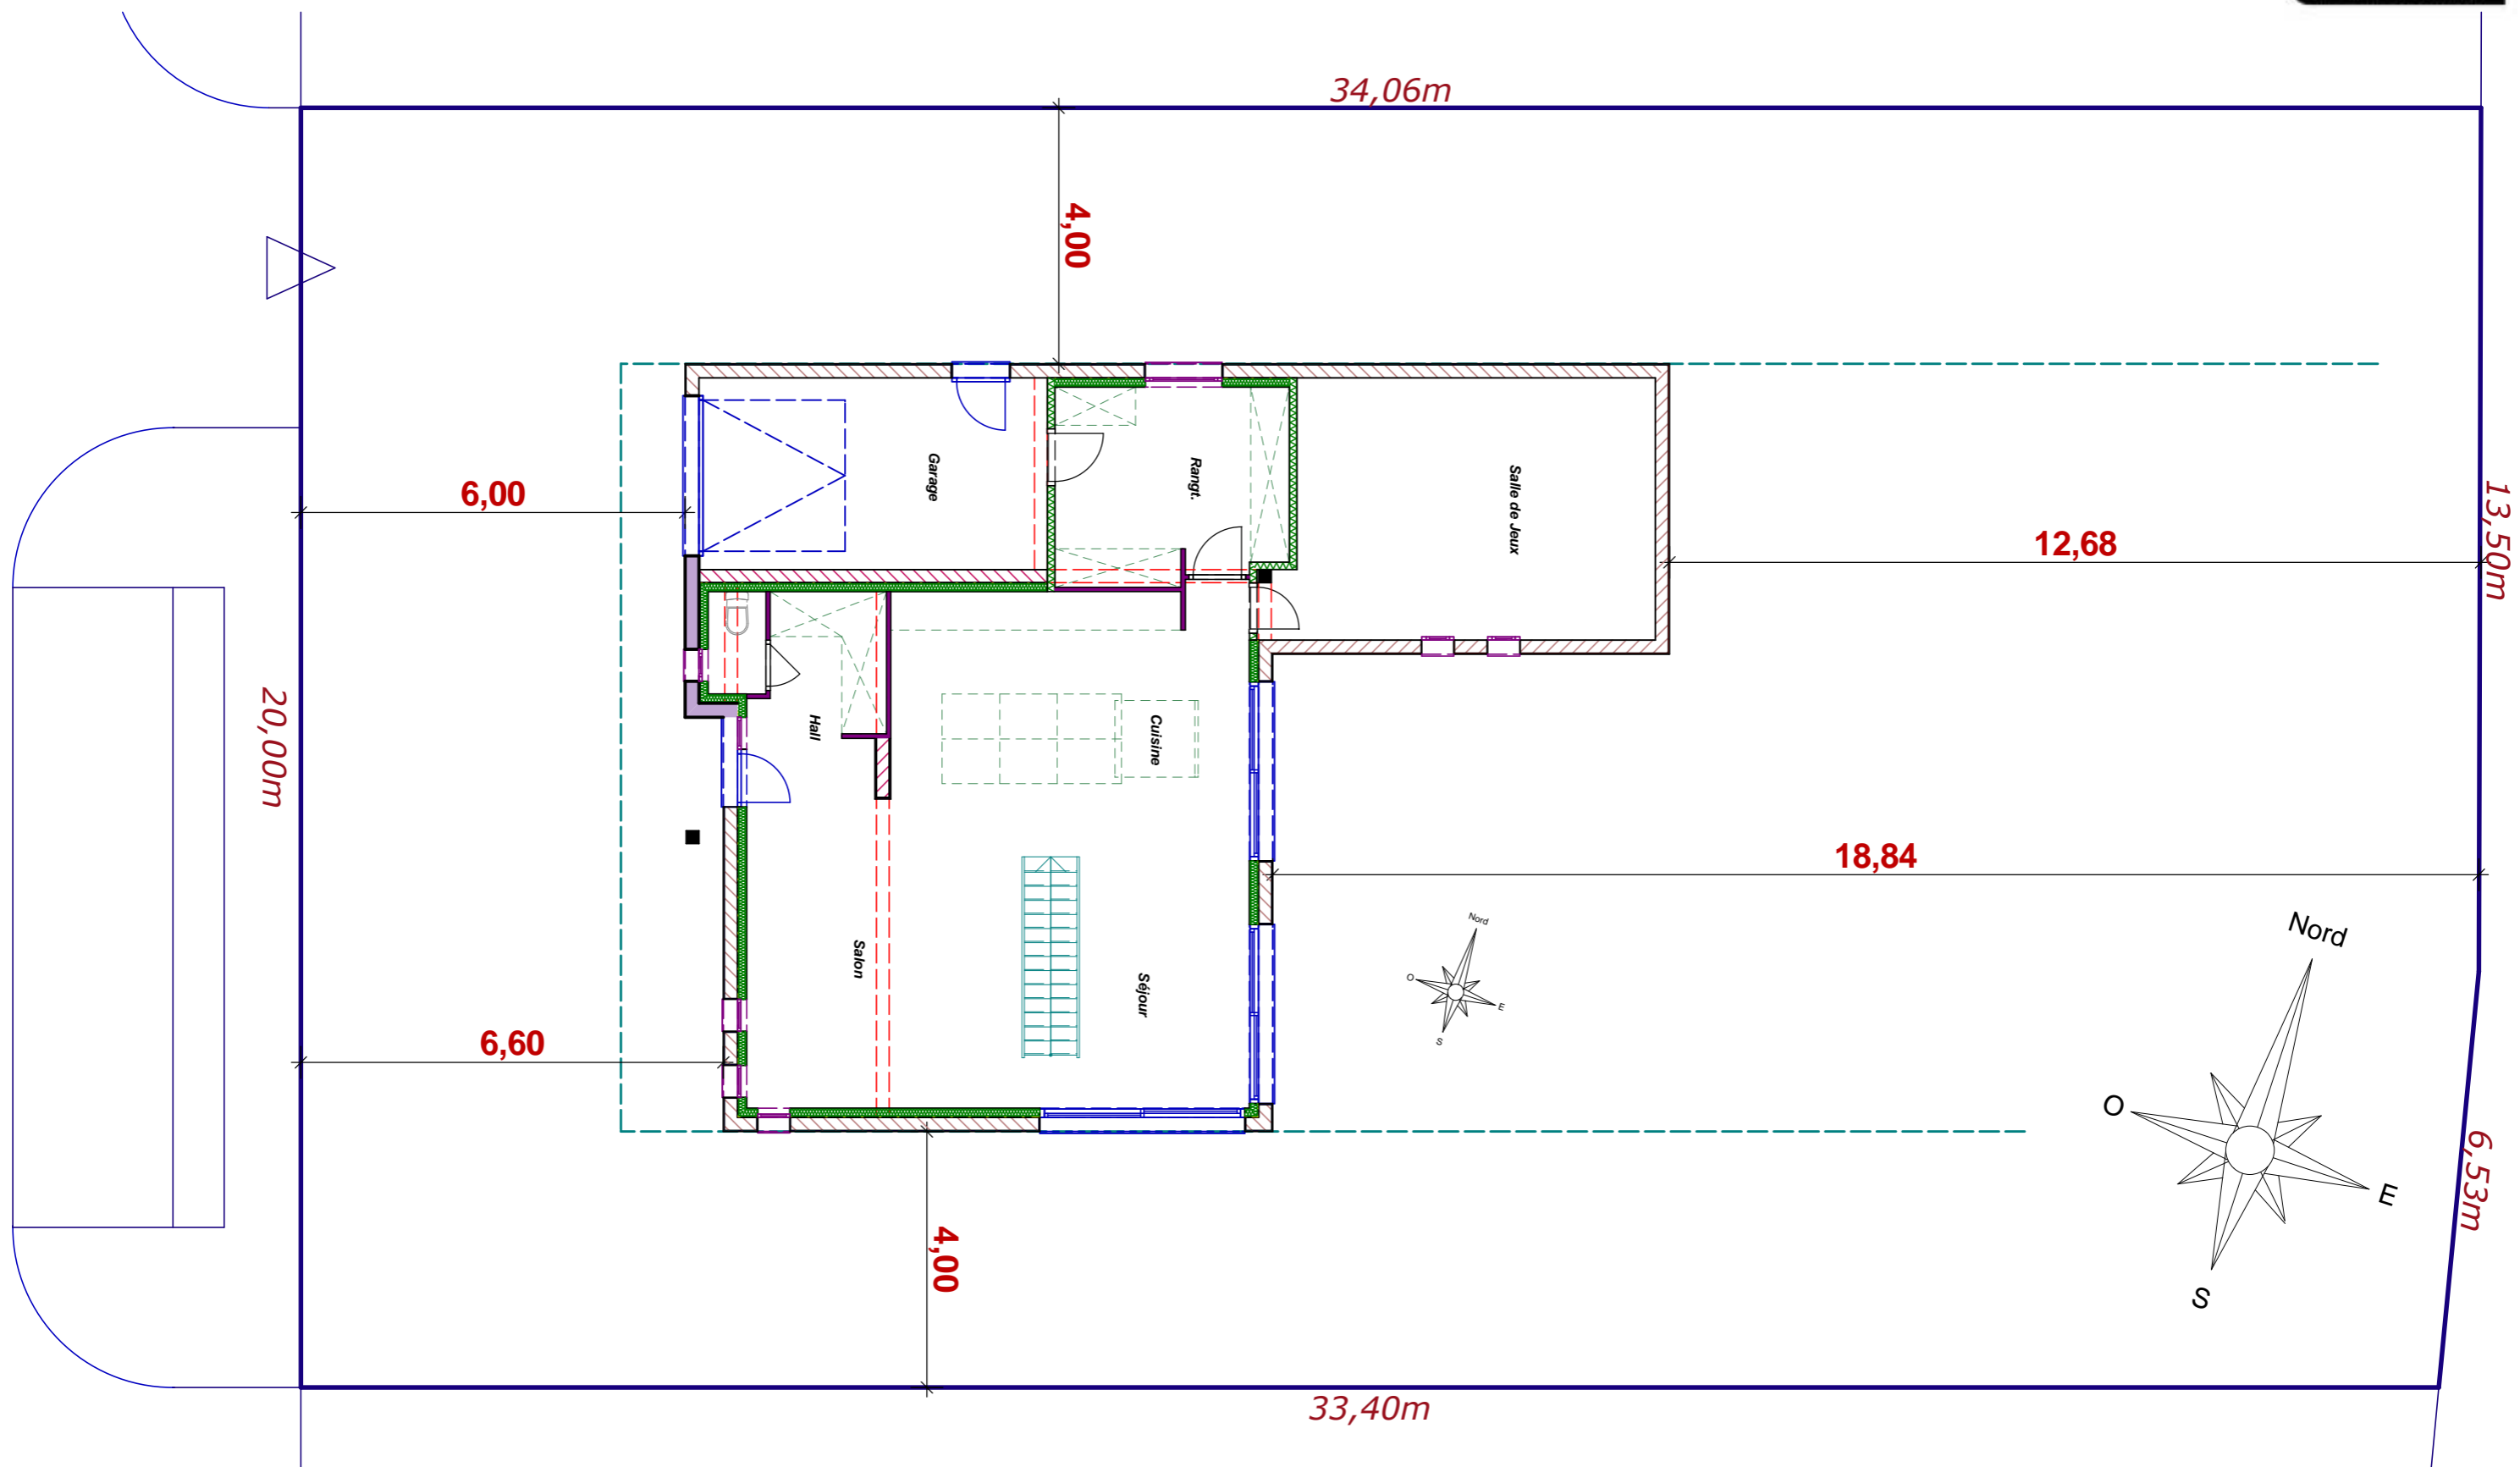 34,06m
4,00
6,00
Garage
Rangt.
Salle de Jeux
13,50m
12,68
20,00m
Hall
Cuisine
18,84
Nord
O
E
S
Nord
O
E
S
Salon
Séjour
6,60
6,53m
4,00
33,40m